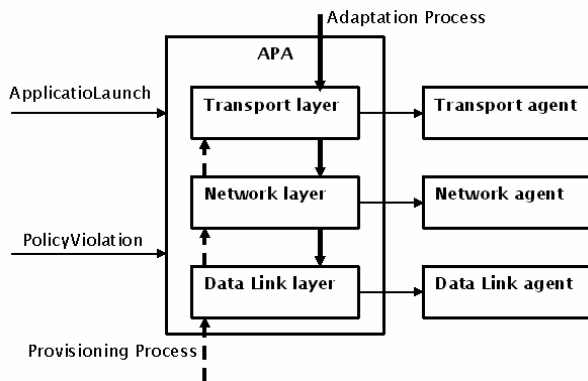 Adaptation Process
APA
ApplicatioLaunch
Transport layer
Transport agent
Network layer
Network agent
PolicyViolation
Data Link layer
Data Link agent
Provisioning Process